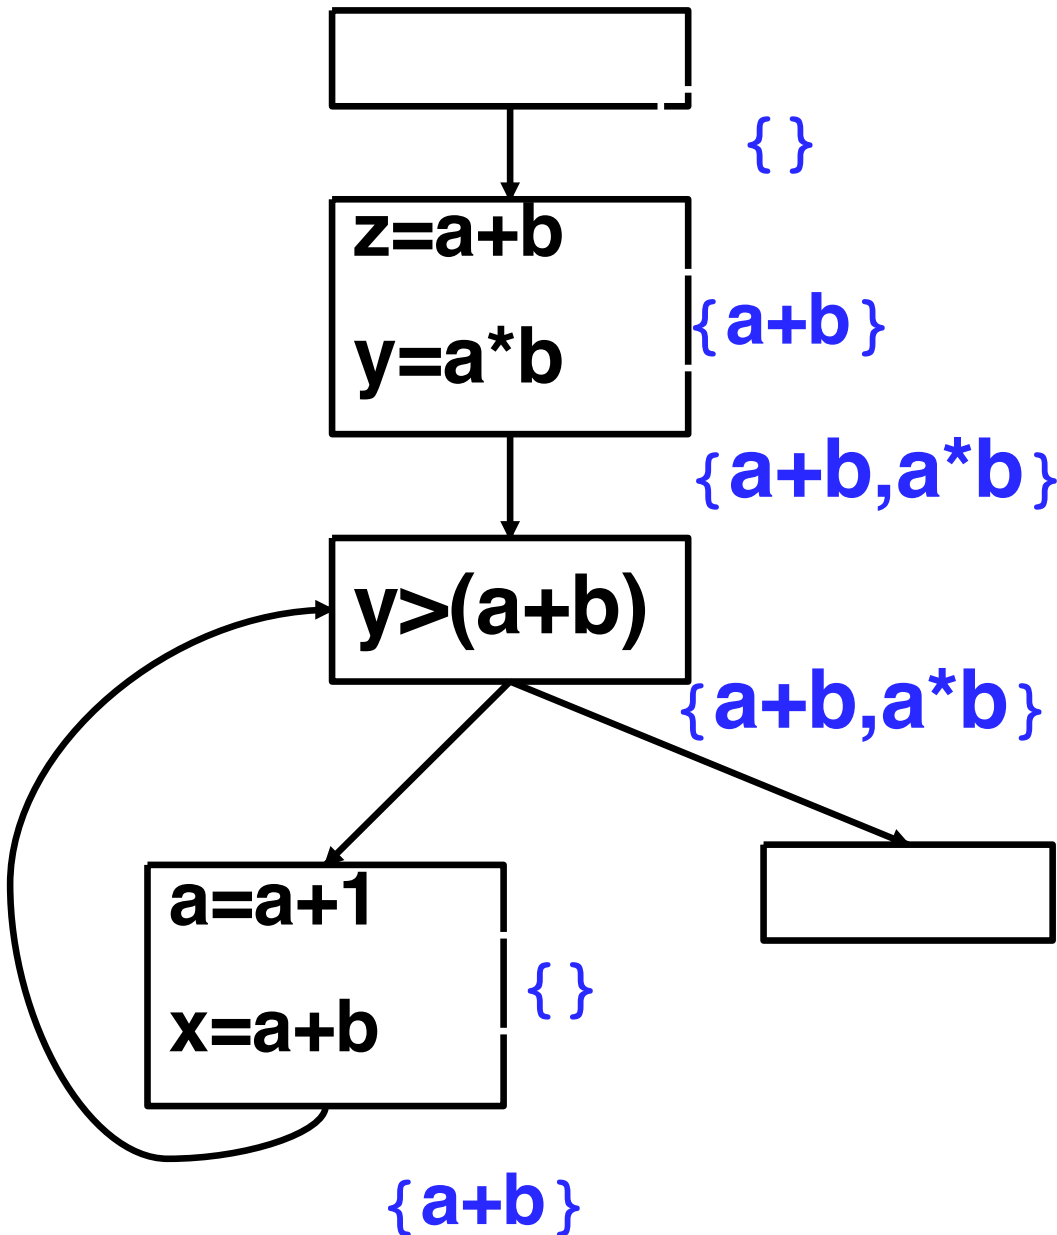 { }
z=a+b
{a+b}
y=a*b
{a+b,a*b}
y>(a+b)
{a+b,a*b}
a=a+1
{ }
x=a+b
{a+b}